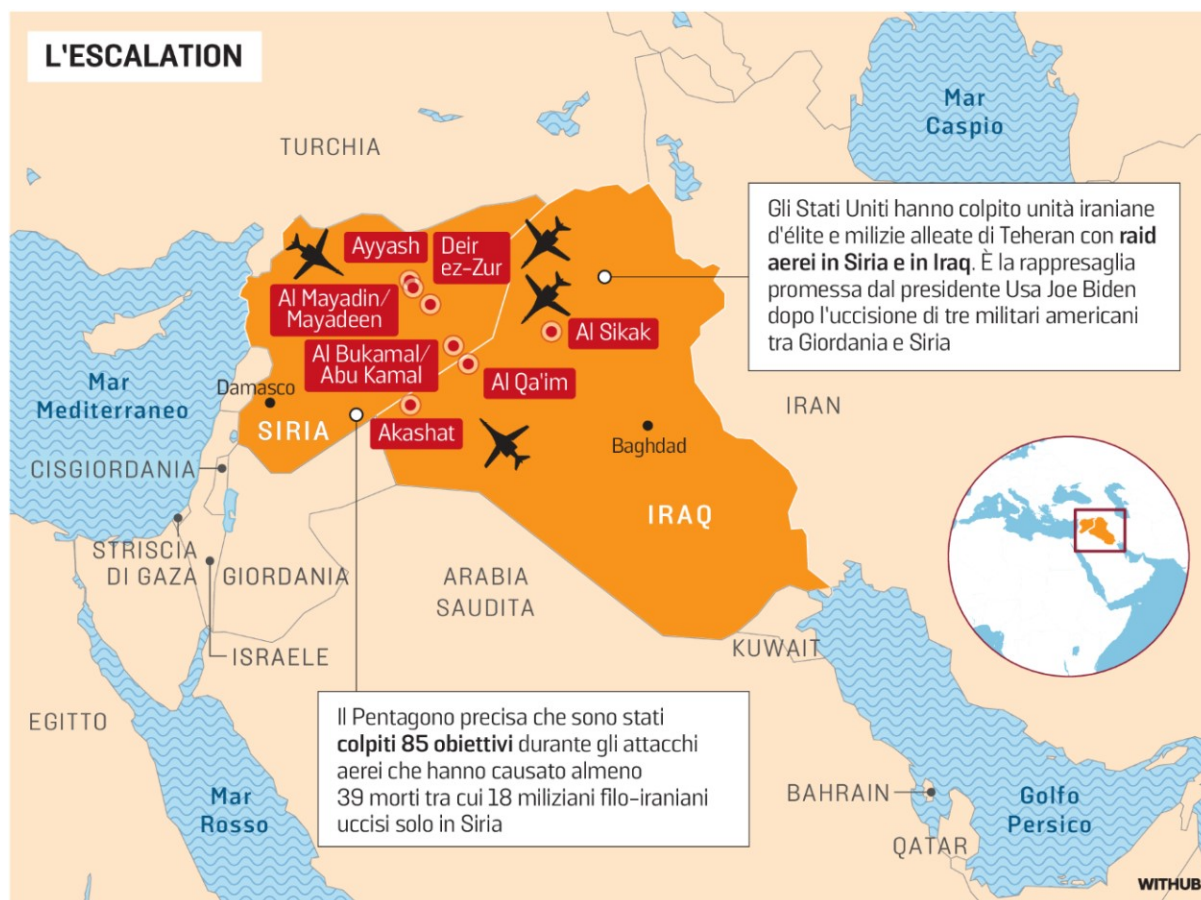 L'ESCALATION
Mar
Caspio
TURCHIA
Gli Stati Uniti hanno colpito unità iraniane
d'élite e milizie alleate di Teheran con raid
aerei in Siria e in Iraq. È la rappresaglia
promessa dal presidente Usa Joe Biden
dopo l'uccisione di tre militari americani
tra Giordania e Siria
Ayyash
Deir
ez-Zur
Al Mayadin/
Mayadeen
Al Sikak
Al Bukamal/
Abu Kamal
Al Qa'im
Mar
Mediterraneo
Damasco
SIRIA
Akashat
Baghdad
IRAN
CISGIORDANIA
IRAQ
STRISCIA
DI GAZA
GIORDANIA
ARABIA
SAUDITA
ISRAELE
KUWAIT
EGITTO
Il Pentagono precisa che sono stati
colpiti 85 obiettivi durante gli attacchi
aerei che hanno causato almeno
39 morti tra cui 18 miliziani filo-iraniani
uccisi solo in Siria
Mar
Rosso
BAHRAIN
QATAR
Golfo
Persico
WITHUB